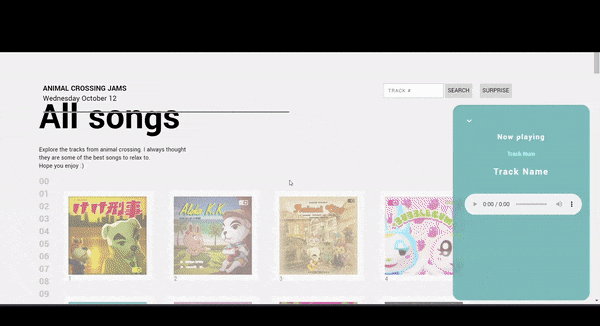 ANIMAL CROSSING JAMS
Wednesday October 12
TRACK #
SEARCH
SURPRISE
All songs
Explore the tracks from animal crossing. I always thought
they are some of the best songs to relax to.
Hope you enjoy :)
Now playing
Track Num
Track Name
0:00 / 0:00
00
01
02
03
04
05
06
07
08
09
けけ刑事
Aloha K.K.
1
2
3
4